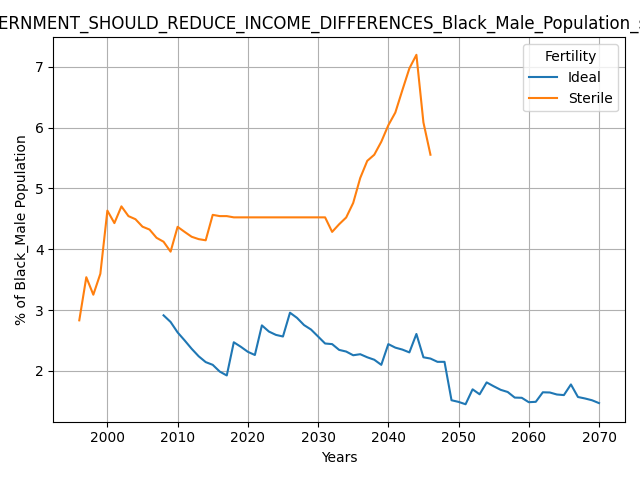 ERNMENT_SHOULD_REDUCE_INCOME_DIFFERENCES_Black_Male_Population_
Fertility
Ideal
Sterile
% of Black_Male Population
7
6
5
4
3
2
2000 2010 2020 2030 2040 2050 2060 2070
Years